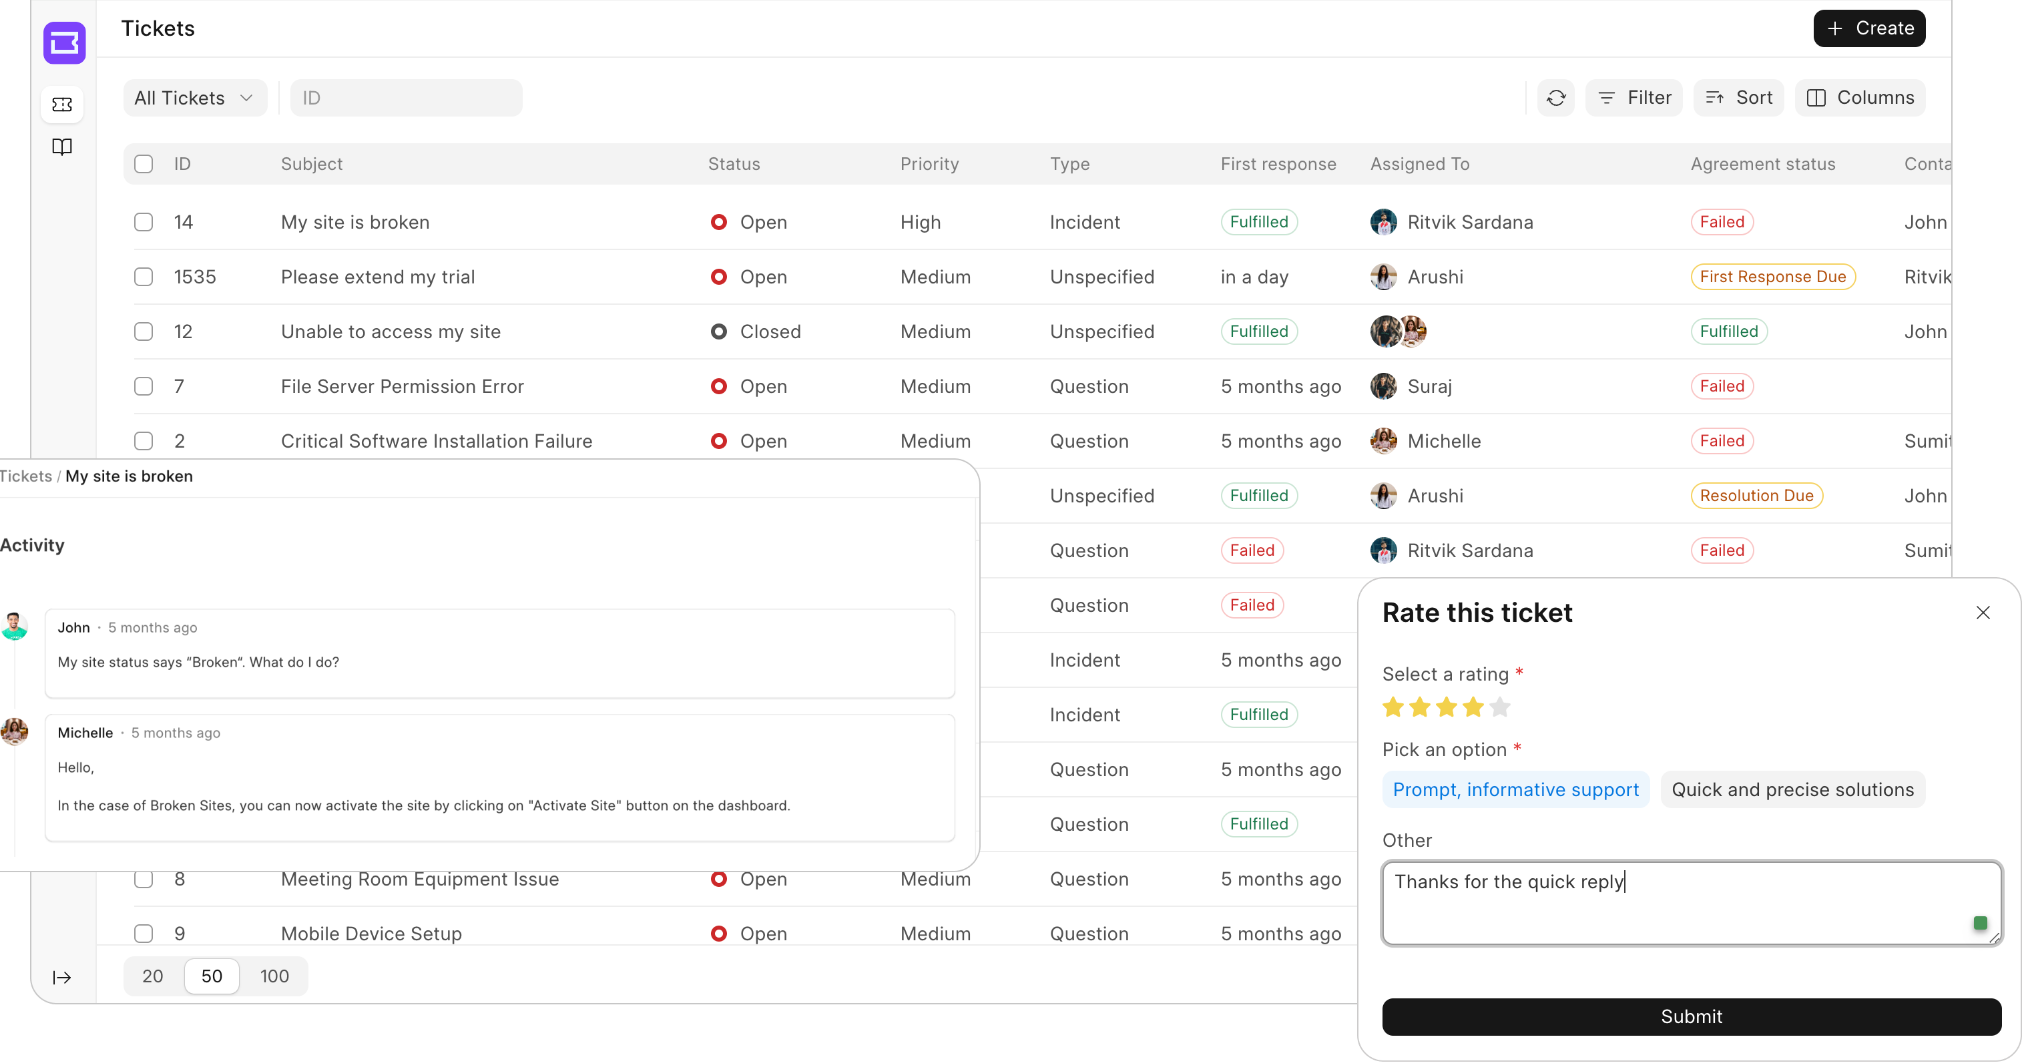 Tickets
+ Create
All Tickets
ID
Filter
Sort
Columns
ID Subject Status Priority Type First response Assigned To Agreement status Conta
14 My site is broken Open High Incident Fulfilled Ritvik Sardana Failed John
1535 Please extend my trial Open Medium Unspecified in a day Arushi First Response Due Ritvik
12 Unable to access my site Closed Medium Unspecified Fulfilled Fulfilled John
7 File Server Permission Error Open Medium Question 5 months ago Suraj Failed
2 Critical Software Installation Failure Open Medium Question 5 months ago Michelle Failed Sumit
Unspecified Fulfilled Arushi Resolution Due John
Question Failed Ritvik Sardana Failed Sumit
Question Failed
Incident 5 months ago
Incident Fulfilled
Question 5 months ago
Question Fulfilled
8 Meeting Room Equipment Issue Open Medium Question 5 months ago
9 Mobile Device Setup Open Medium Question 5 months ago
20 50 100
Tickets / My site is broken
Activity
John · 5 months ago
My site status says "Broken". What do I do?
Michelle · 5 months ago
Hello,
In the case of Broken Sites, you can now activate the site by clicking on "Activate Site" button on the dashboard.
Rate this ticket
Select a rating *
Pick an option *
Prompt, informative support
Quick and precise solutions
Other
Thanks for the quick reply
Submit